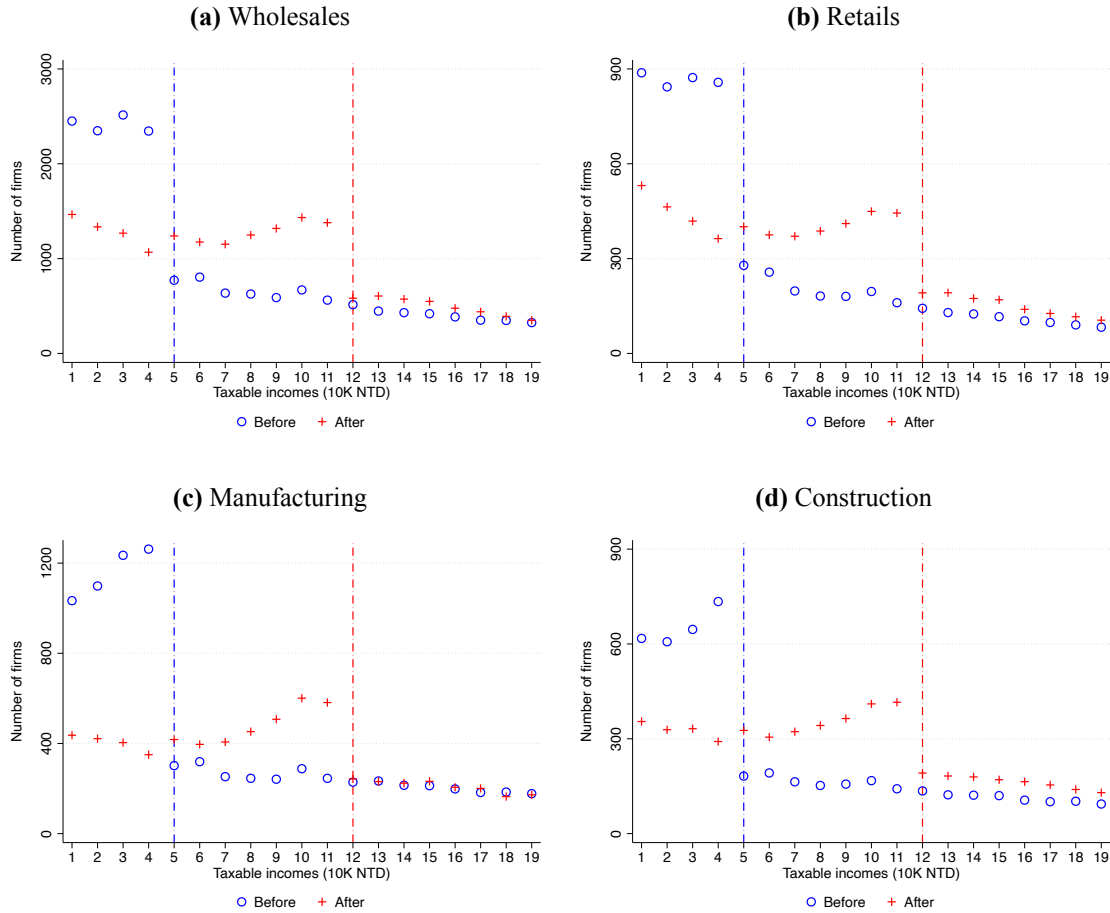 (a) Wholesales
Number of firms
3000
2000
1000
0
1 2 3 4 5 6 7 8 9 10 11 12 13 14 15 16 17 18 19
Taxable incomes (10K NTD)
Before After
(b) Retails
Number of firms
900
600
300
0
1 2 3 4 5 6 7 8 9 10 11 12 13 14 15 16 17 18 19
Taxable incomes (10K NTD)
Before After
(c) Manufacturing
Number of firms
1200
800
400
0
1 2 3 4 5 6 7 8 9 10 11 12 13 14 15 16 17 18 19
Taxable incomes (10K NTD)
Before After
(d) Construction
Number of firms
900
600
300
0
1 2 3 4 5 6 7 8 9 10 11 12 13 14 15 16 17 18 19
Taxable incomes (10K NTD)
Before After